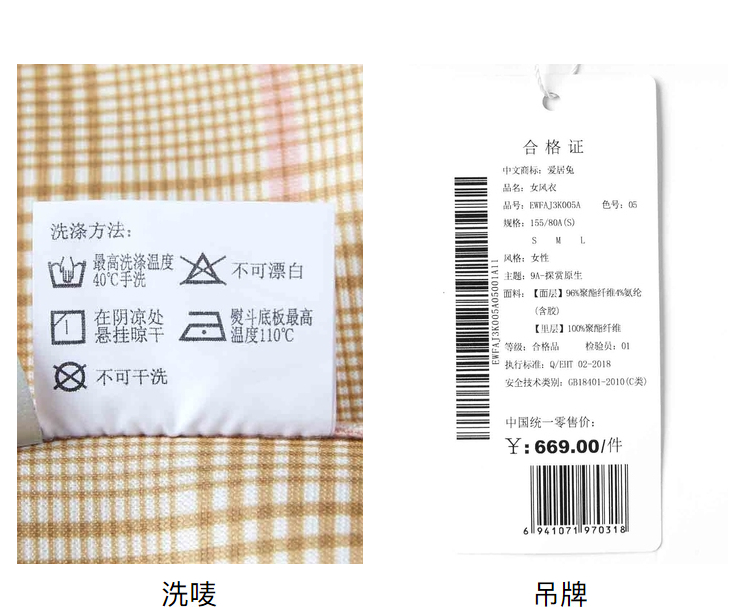 洗涤方法:
最高洗涤温度
40℃手洗
不可漂白
在阴凉处
悬挂晾干
熨斗底板最高
温度110℃
不可干洗
洗唛
合格证
中文商标: 爱居兔
品名: 女风衣
品号: EWFAJ3K005A 色号: 05
规格: 155/80A(S)
S M L
风格: 女性
主题: 9A-探赏原生
面料: 【面层】96%聚酯纤维4%氨纶
(含胶)
【里层】100%聚酯纤维
等级: 合格品 检验员: 01
执行标准: Q/EHT 02-2018
安全技术类别: GB18401-2010(C类)
EWFAJ3K005A05001A11
中国统一零售价:
¥: 669.00/件
6 941071 970318
吊牌